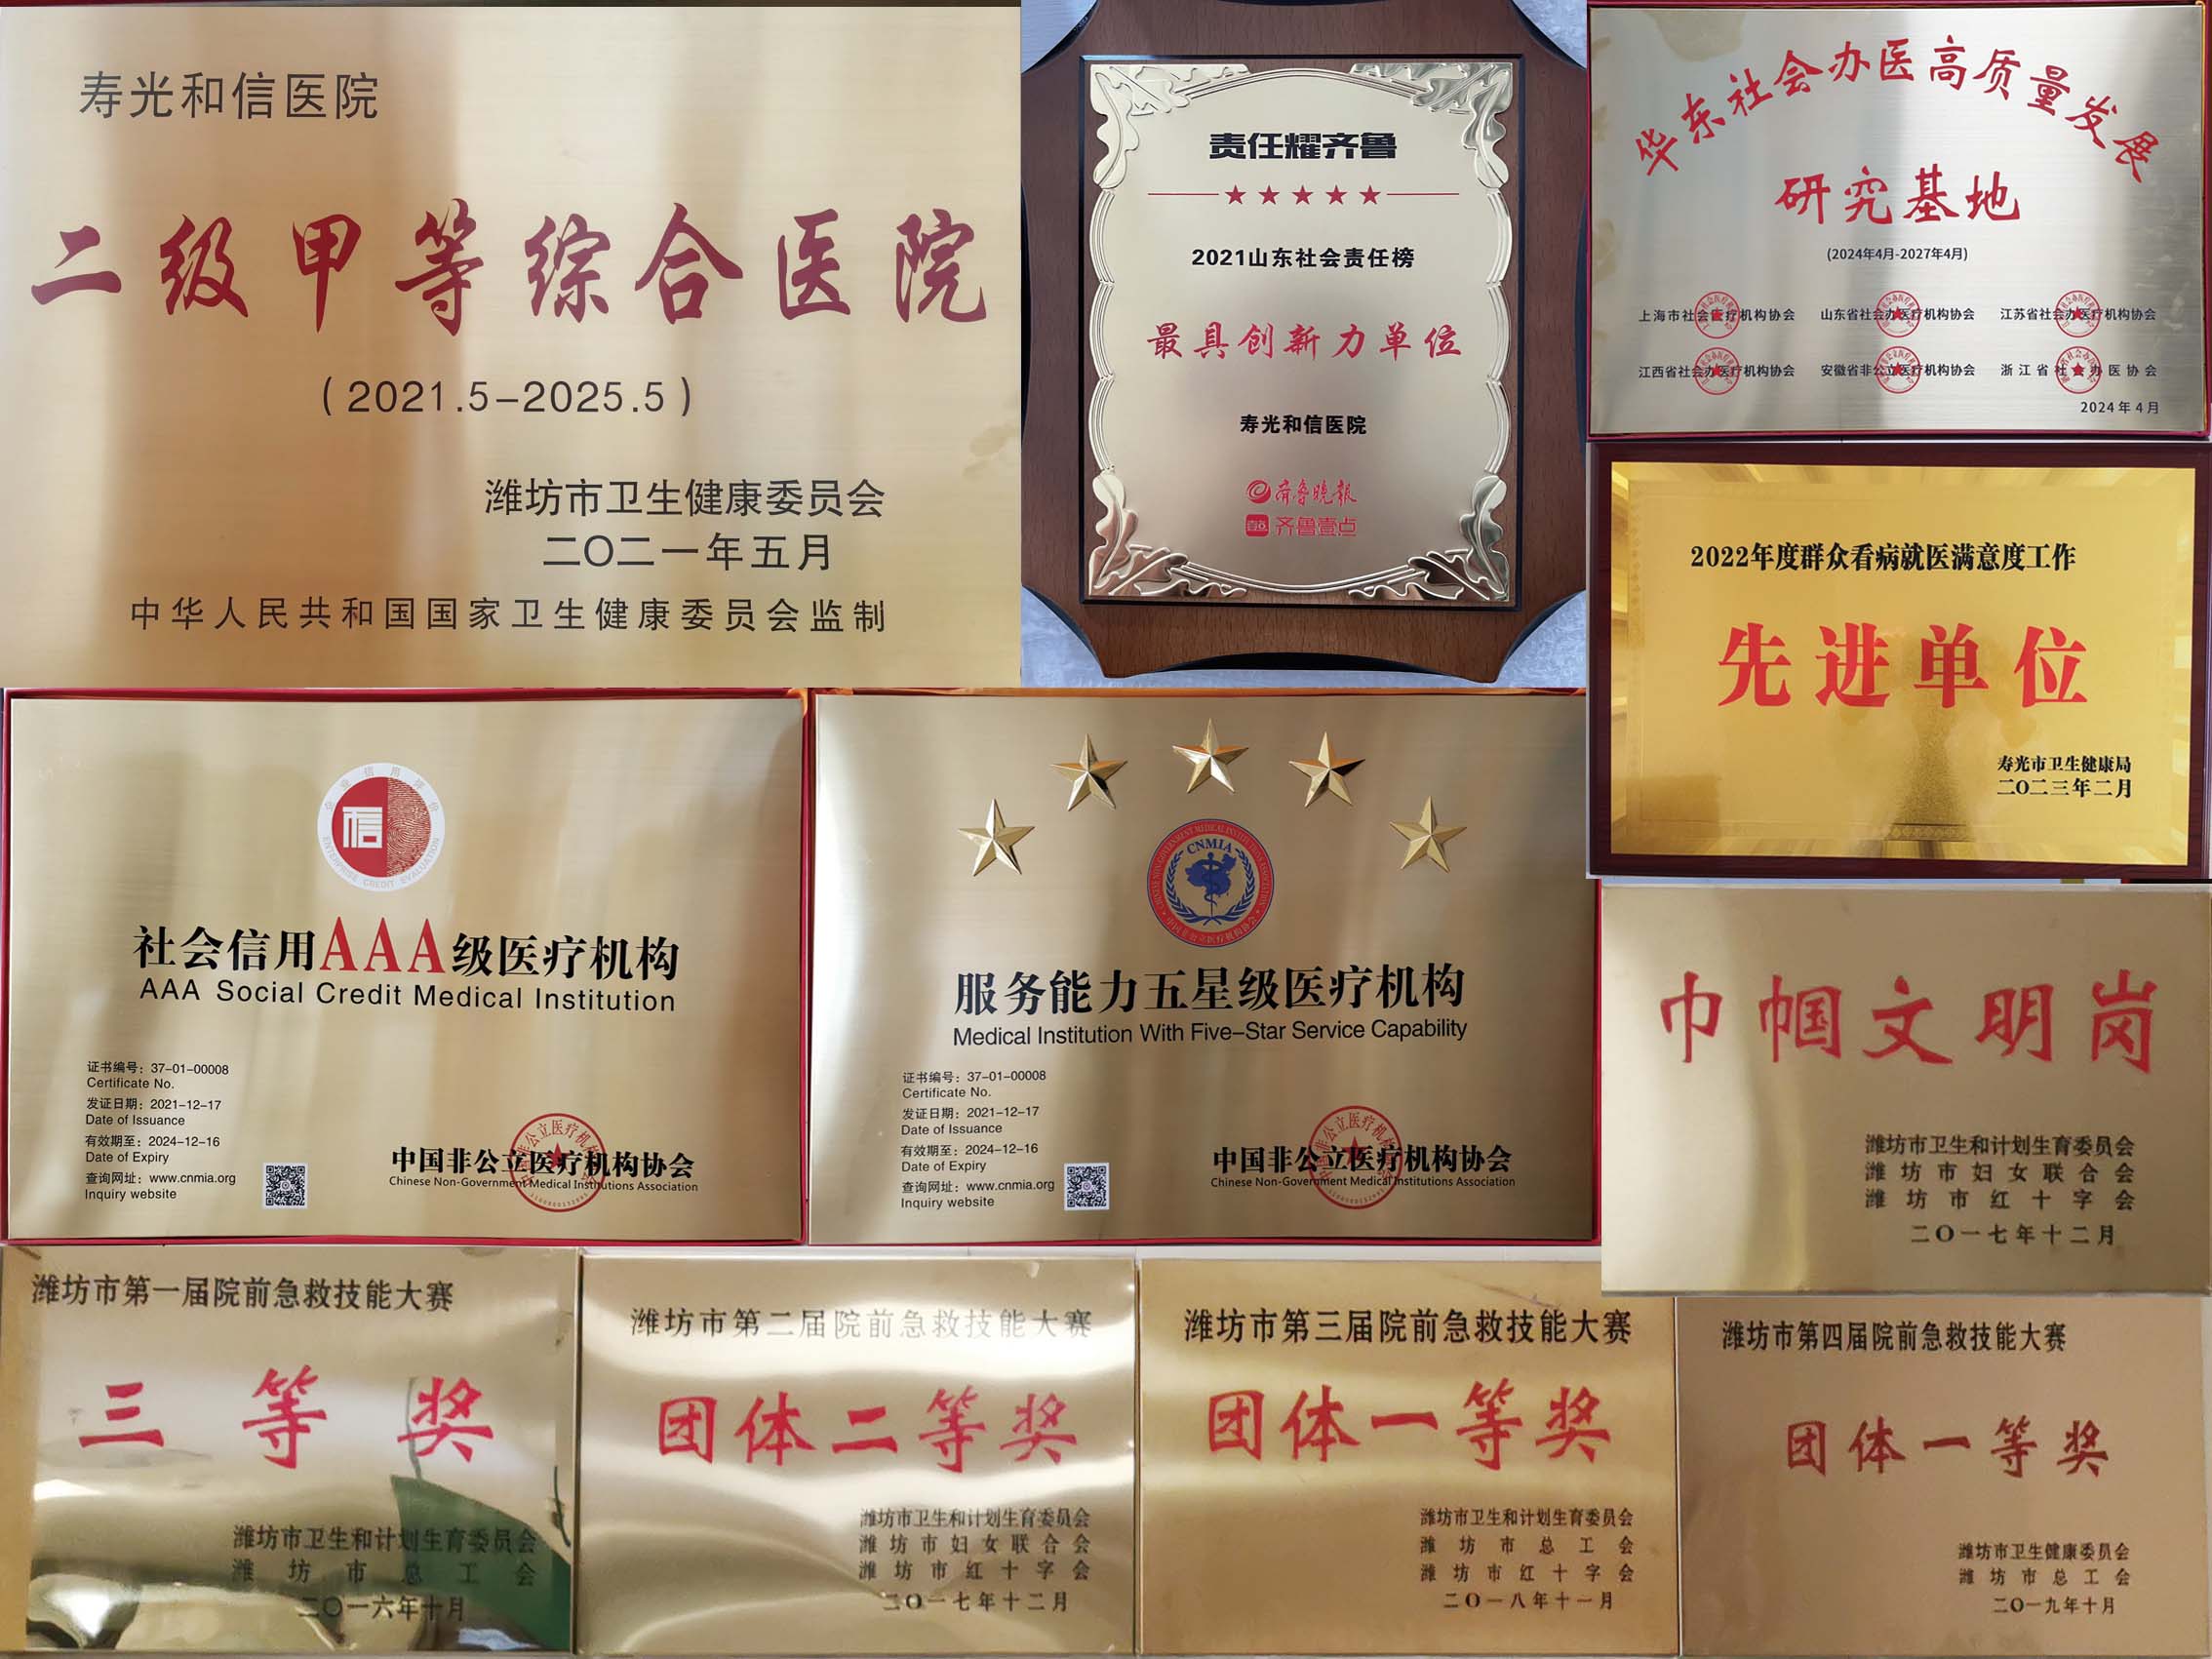 寿光和信医院
二级甲等综合医院
(2021.5-2025.5)
潍坊市卫生健康委员会
二〇二一年五月
中华人民共和国国家卫生健康委员会监制
责任耀齐鲁
2021山东社会责任榜
最具创新力单位
寿光和信医院
齐鲁晚报
齐鲁壹点
华东社会办医高质量发展
研究基地
(2024年4月-2027年4月)
上海市社会医疗机构协会 山东省社会办医疗机构协会 江苏省社会办医疗机构协会
江西省社会办医疗机构协会 安徽省非公立医疗机构协会 浙江省社会办医协会
2024年4月
2022年度群众看病就医满意度工作
先进单位
寿光市卫生健康局
二〇二三年二月
信
ENTERPRISE CREDIT EVALUATION
社会信用AAA级医疗机构
AAA Social Credit Medical Institution
证书编号：37-01-00008
Certificate No.
发证日期：2021-12-17
Date of Issuance
有效期至：2024-12-16
Date of Expiry
查询网址：www.cnmia.org
Inquiry website
中国非公立医疗机构协会
Chinese Non-Government Medical Institutions Association
CNMIA
服务能力五星级医疗机构
Medical Institution With Five-Star Service Capability
证书编号：37-01-00008
Certificate No.
发证日期：2021-12-17
Date of Issuance
有效期至：2024-12-16
Date of Expiry
查询网址：www.cnmia.org
Inquiry website
中国非公立医疗机构协会
Chinese Non-Government Medical Institutions Association
巾帼文明岗
潍坊市卫生和计划生育委员会
潍坊市妇女联合会
潍坊市红十字会
二〇一七年十二月
潍坊市第一届院前急救技能大赛
三等奖
潍坊市卫生和计划生育委员会
潍坊市总工会
二〇一六年十月
潍坊市第二届院前急救技能大赛
团体二等奖
潍坊市卫生和计划生育委员会
潍坊市妇女联合会
潍坊市红十字会
二〇一七年十二月
潍坊市第三届院前急救技能大赛
团体一等奖
潍坊市卫生和计划生育委员会
潍坊市总工会
潍坊市红十字会
二〇一八年十一月
潍坊市第四届院前急救技能大赛
团体一等奖
潍坊市卫生健康委员会
潍坊市总工会
二〇一九年十月